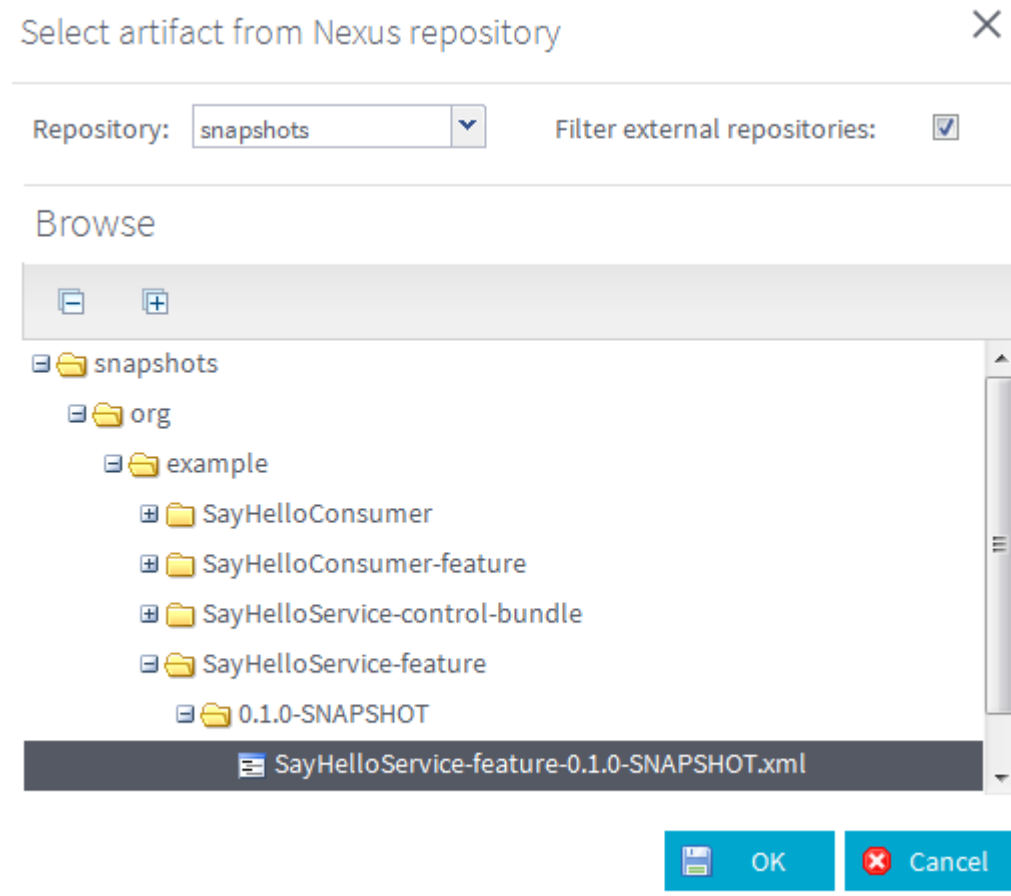 Select artifact from Nexus repository
Repository: snapshots Filter external repositories:
Browse
snapshots
org
example
SayHelloConsumer
SayHelloConsumer-feature
SayHelloService-control-bundle
SayHelloService-feature
0.1.0-SNAPSHOT
SayHelloService-feature-0.1.0-SNAPSHOT.xml
OK Cancel